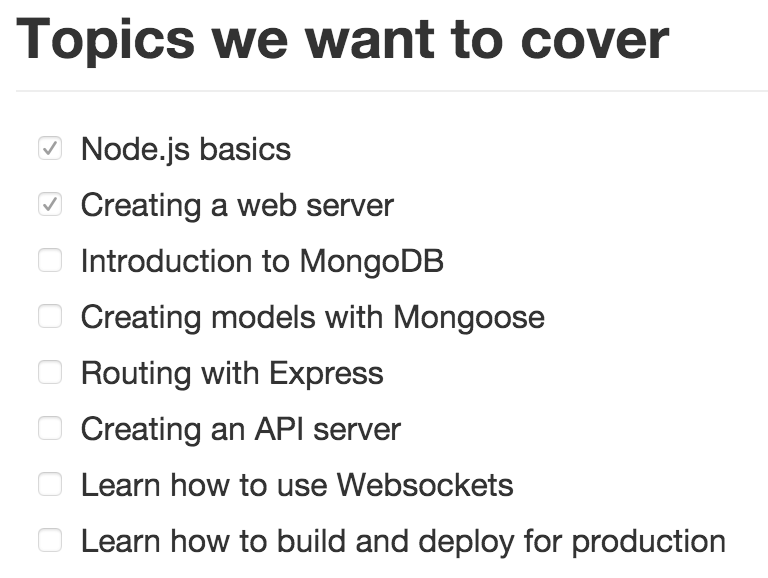 Topics we want to cover
Node.js basics
Creating a web server
Introduction to MongoDB
Creating models with Mongoose
Routing with Express
Creating an API server
Learn how to use Websockets
Learn how to build and deploy for production